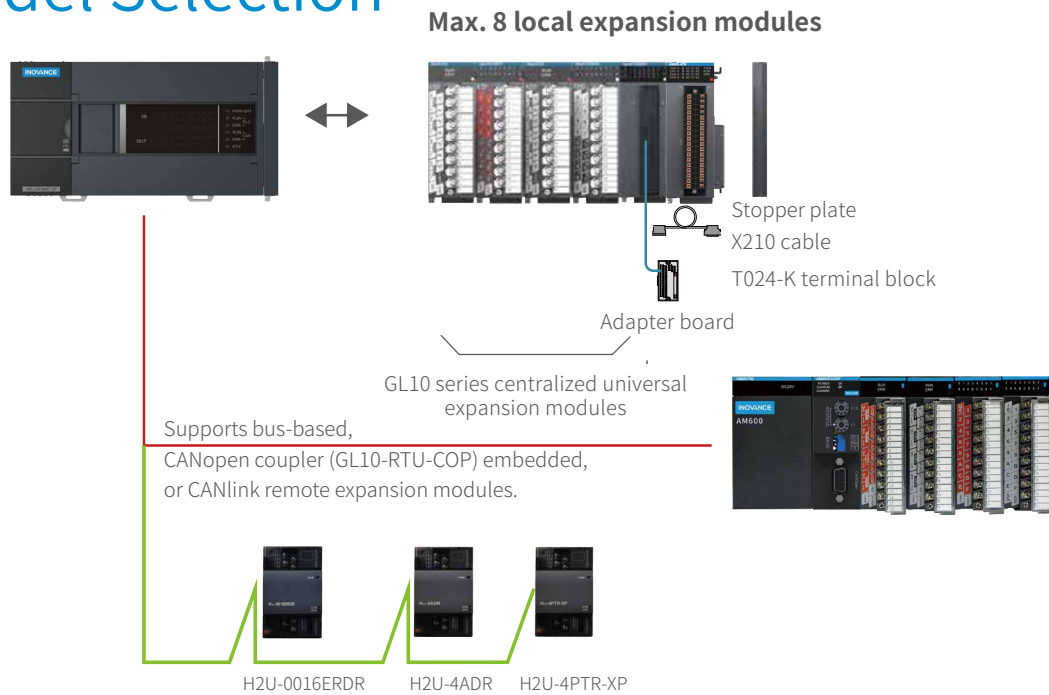 del Selection
Max. 8 local expansion modules
INOVANCE
IN
OUT
Stopper plate
X210 cable
T024-K terminal block
Adapter board
GL10 series centralized universal
expansion modules
INOVANCE
AM600
Supports bus-based,
CANopen coupler (GL10-RTU-COP) embedded,
or CANlink remote expansion modules.
H2U-0016ERDR
H2U-4ADR
H2U-4PTR-XP